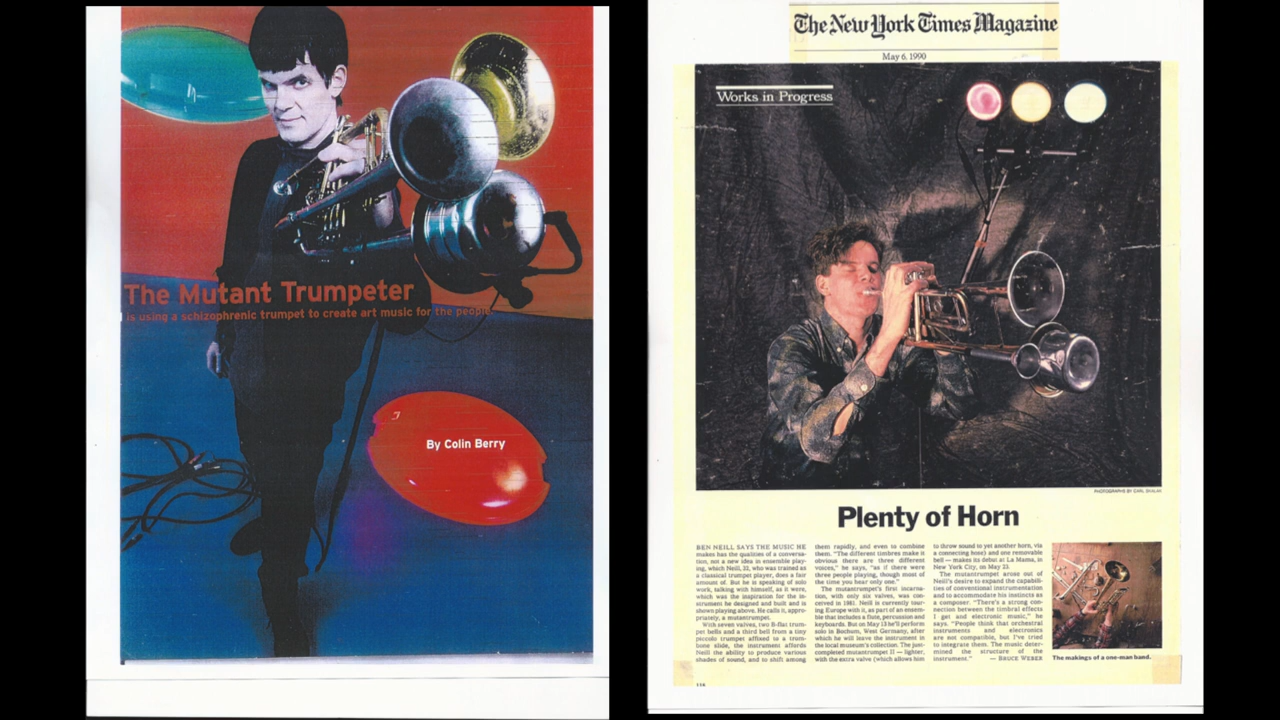 The Mutant Trumpeter
is using a schizophrenic trumpet to create art music for the people
By Colin Berry
The New York Times Magazine
May 6, 1990
Works in Progress
PHOTOGRAPHS BY CARL
Plenty of Horn
BEN NEILL SAYS THE MUSIC HE
makes has the qualities of a conversa-
tion, not a new idea in ensemble play-
ing, which Neill, 32, who was trained as
a classical trumpet player, does a fair
amount of. But he is speaking of solo
work, talking with himself, as it were,
which was the inspiration for the in-
strument he designed and built and is
shown playing above. He calls it, appro-
priately, a mutantrumpet.
With seven valves, two B-flat trum-
pet bells and a third bell from a tiny
piccolo trumpet affixed to a trom-
bone slide, the instrument affords
Neill the ability to produce various
shades of sound, and to shift among
them rapidly, and even to combine
them. "The different timbres make it
obvious there are three different
voices," he says, "as if there were
three people playing, though most of
the time you hear only one."
The mutantrumpet's first incarna-
tion, with only six valves, was con-
ceived in 1981. Neill is currently tour-
ing Europe with it, as part of an ensem-
ble that includes a flute, percussion and
keyboards. But on May 13 he'll perform
solo in Bochum, West Germany, after
which he will leave the instrument in
the local museum's collection. The just-
completed mutantrumpet II — lighter,
with the extra valve (which allows him
to throw sound to yet another horn, via
a connecting hose) and one removable
bell — makes its debut at La Mama, in
New York City, on May 23.
The mutantrumpet arose out of
Neill's desire to expand the capabili-
ties of conventional instrumentation
and to accommodate his instincts as
a composer. "There's a strong con-
nection between the timbral effects
I get and electronic music," he
says. "People think that orchestral
instruments and electronics
are not compatible, but I've tried
to integrate them. The music deter-
mined the structure of the
instrument." — BRUCE WEBER
The makings of a one-man band.